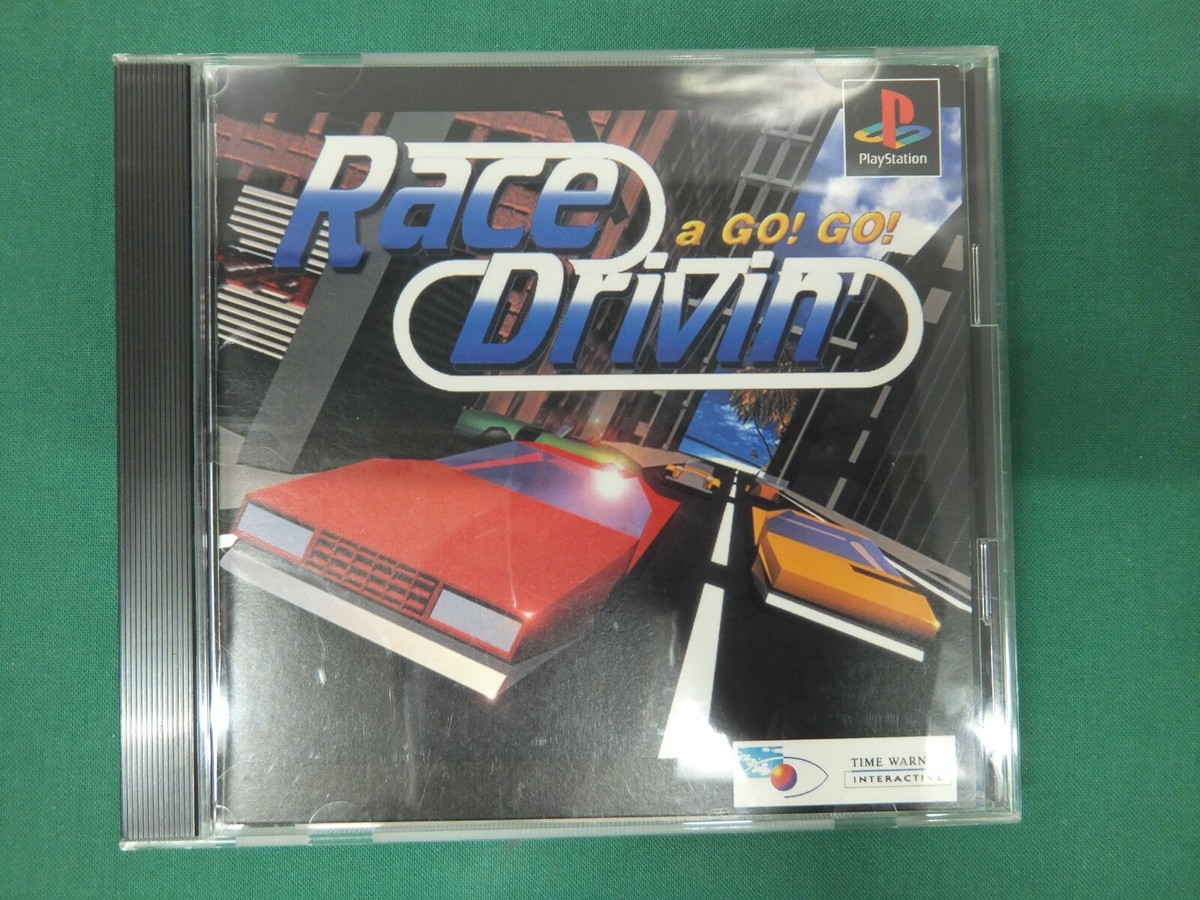 Race
a GO! GO!
Drivin'
PlayStation
TIME WARN
INTERACTIVE